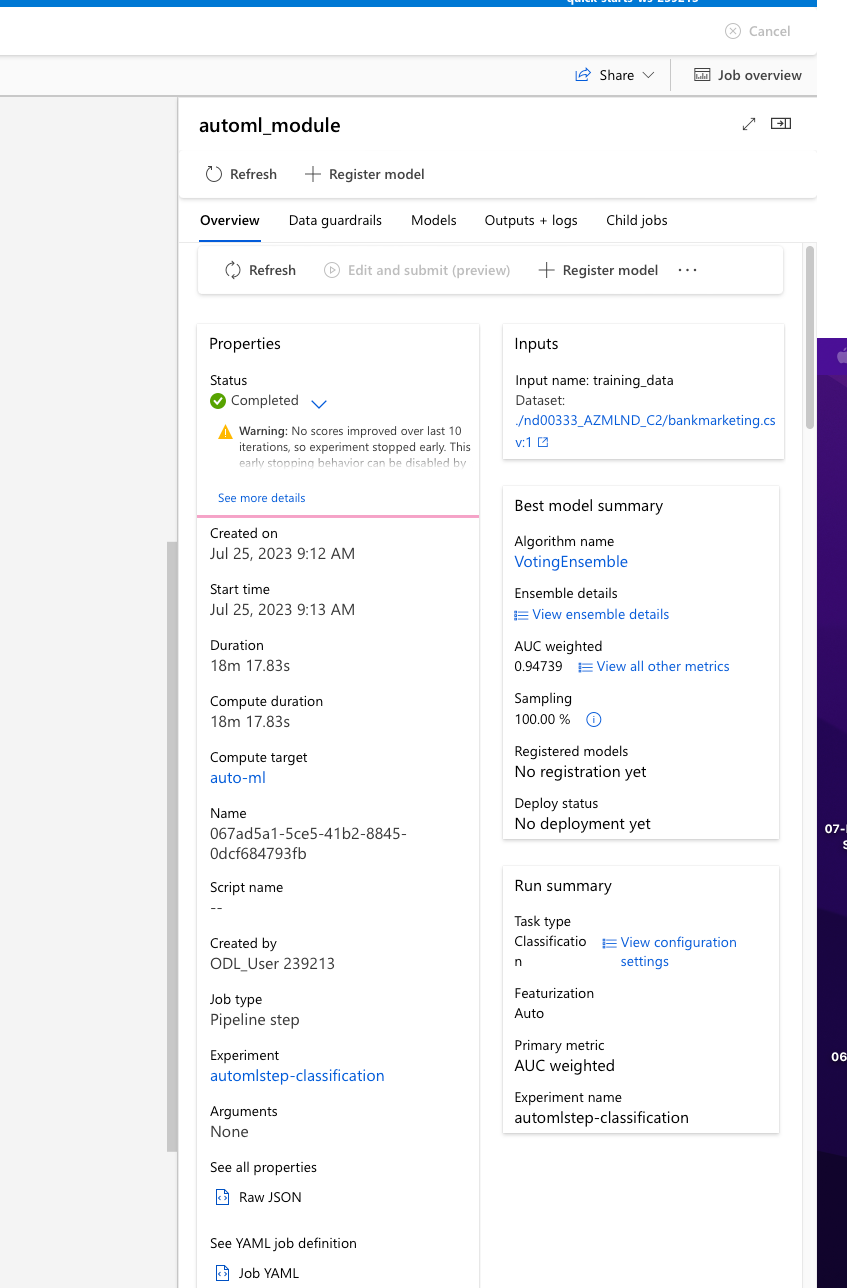 quick-starts-ws-239213
Cancel
Share
Job overview
automl_module
Refresh
Register model
Overview
Data guardrails
Models
Outputs + logs
Child jobs
Refresh
Edit and submit (preview)
Register model
...
Properties
Status
Completed
Warning: No scores improved over last 10
iterations, so experiment stopped early. This
early stopping behavior can be disabled by
See more details
Created on
Jul 25, 2023 9:12 AM
Start time
Jul 25, 2023 9:13 AM
Duration
18m 17.83s
Compute duration
18m 17.83s
Compute target
auto-ml
Name
067ad5a1-5ce5-41b2-8845-
0dcf684793fb
Script name
--
Created by
ODL_User 239213
Job type
Pipeline step
Experiment
automlstep-classification
Arguments
None
See all properties
Raw JSON
See YAML job definition
Job YAML
Inputs
Input name: training_data
Dataset:
./nd00333_AZMLND_C2/bankmarketing.cs
v:1
Best model summary
Algorithm name
VotingEnsemble
Ensemble details
View ensemble details
AUC weighted
0.94739 View all other metrics
Sampling
100.00 %
Registered models
No registration yet
Deploy status
No deployment yet
Run summary
Task type
Classificatio
n
View configuration
settings
Featurization
Auto
Primary metric
AUC weighted
Experiment name
automlstep-classification
07-
S
06